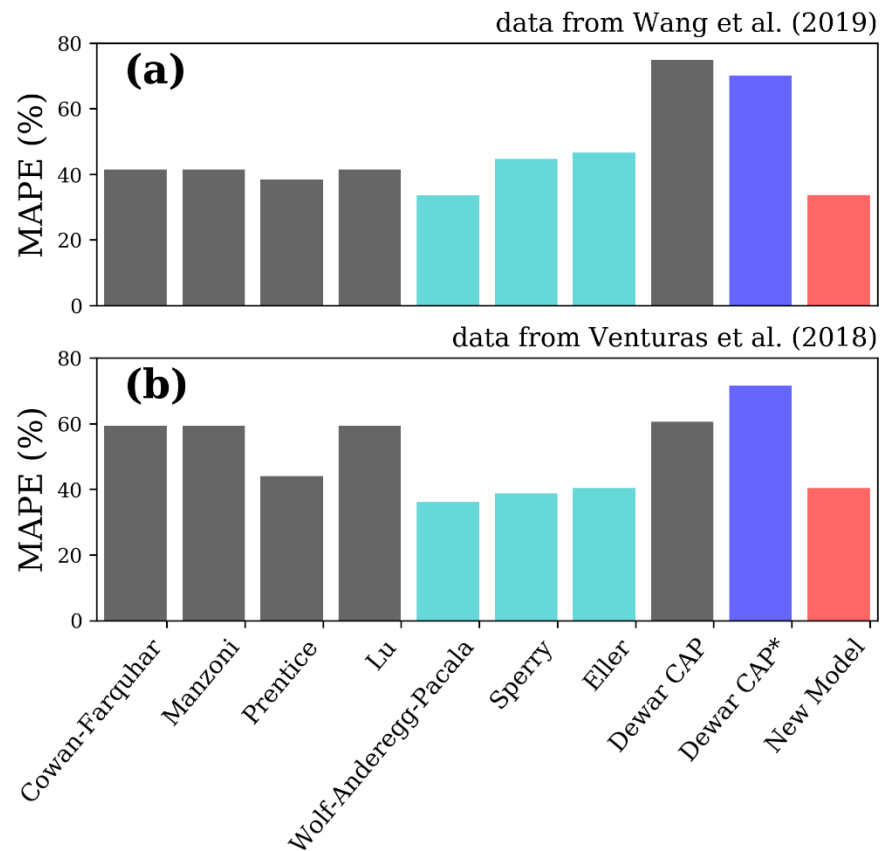 data from Wang et al. (2019)
(a)
MAPE (%)
80
60
40
20
0
data from Venturas et al. (2018)
(b)
MAPE (%)
80
60
40
20
0
Cowan-Farquhar
Manzoni
Prentice
Lu
Wolf-Anderegg-Pacala
Sperry
Eller
Dewar CAP
Dewar CAP*
New Model